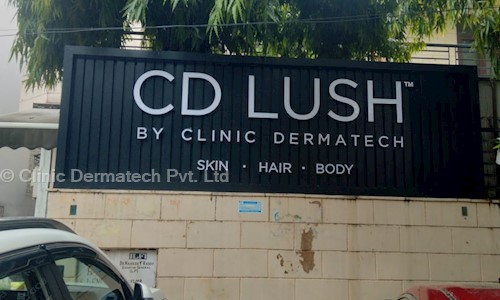 CD LUSH™
BY CLINIC DERMATECH
SKIN · HAIR · BODY
© Clinic Dermatech Pvt. Ltd